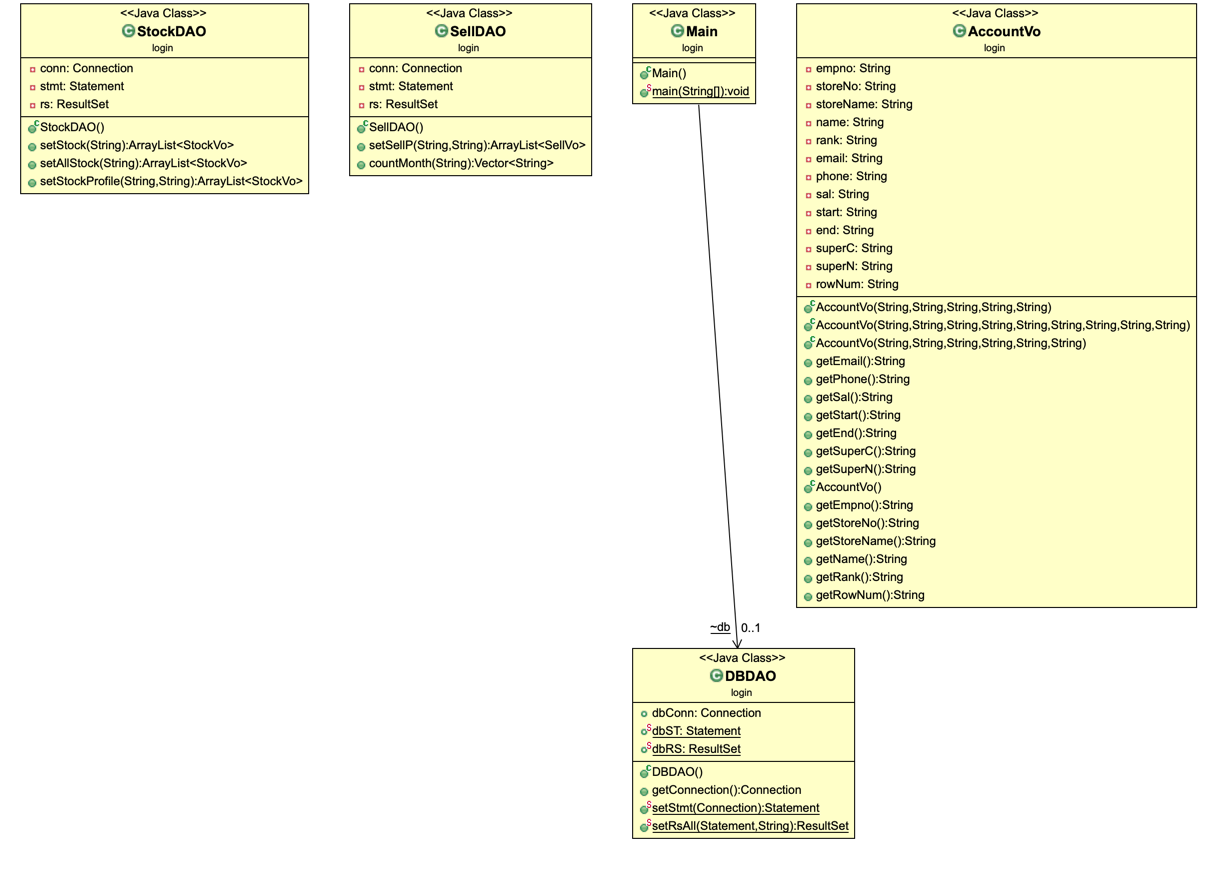 <<Java Class>>
StockDAO
login
conn: Connection
stmt: Statement
rs: ResultSet
StockDAO()
setStock(String):ArrayList<StockVo>
setAllStock(String):ArrayList<StockVo>
setStockProfile(String,String):ArrayList<StockVo>
<<Java Class>>
SellDAO
login
conn: Connection
stmt: Statement
rs: ResultSet
SellDAO()
setSellP(String,String):ArrayList<SellVo>
countMonth(String):Vector<String>
<<Java Class>>
Main
login
Main()
main(String[]):void
<<Java Class>>
AccountVo
login
empno: String
storeNo: String
storeName: String
name: String
rank: String
email: String
phone: String
sal: String
start: String
end: String
superC: String
superN: String
rowNum: String
AccountVo(String,String,String,String,String)
AccountVo(String,String,String,String,String,String,String,String,String)
AccountVo(String,String,String,String,String,String)
getEmail():String
getPhone():String
getSal():String
getStart():String
getEnd():String
getSuperC():String
getSuperN():String
AccountVo()
getEmpno():String
getStoreNo():String
getStoreName():String
getName():String
getRank():String
getRowNum():String
~db 0..1
<<Java Class>>
DBDAO
login
dbConn: Connection
dbST: Statement
dbRS: ResultSet
DBDAO()
getConnection():Connection
setStmt(Connection):Statement
setRsAll(Statement,String):ResultSet